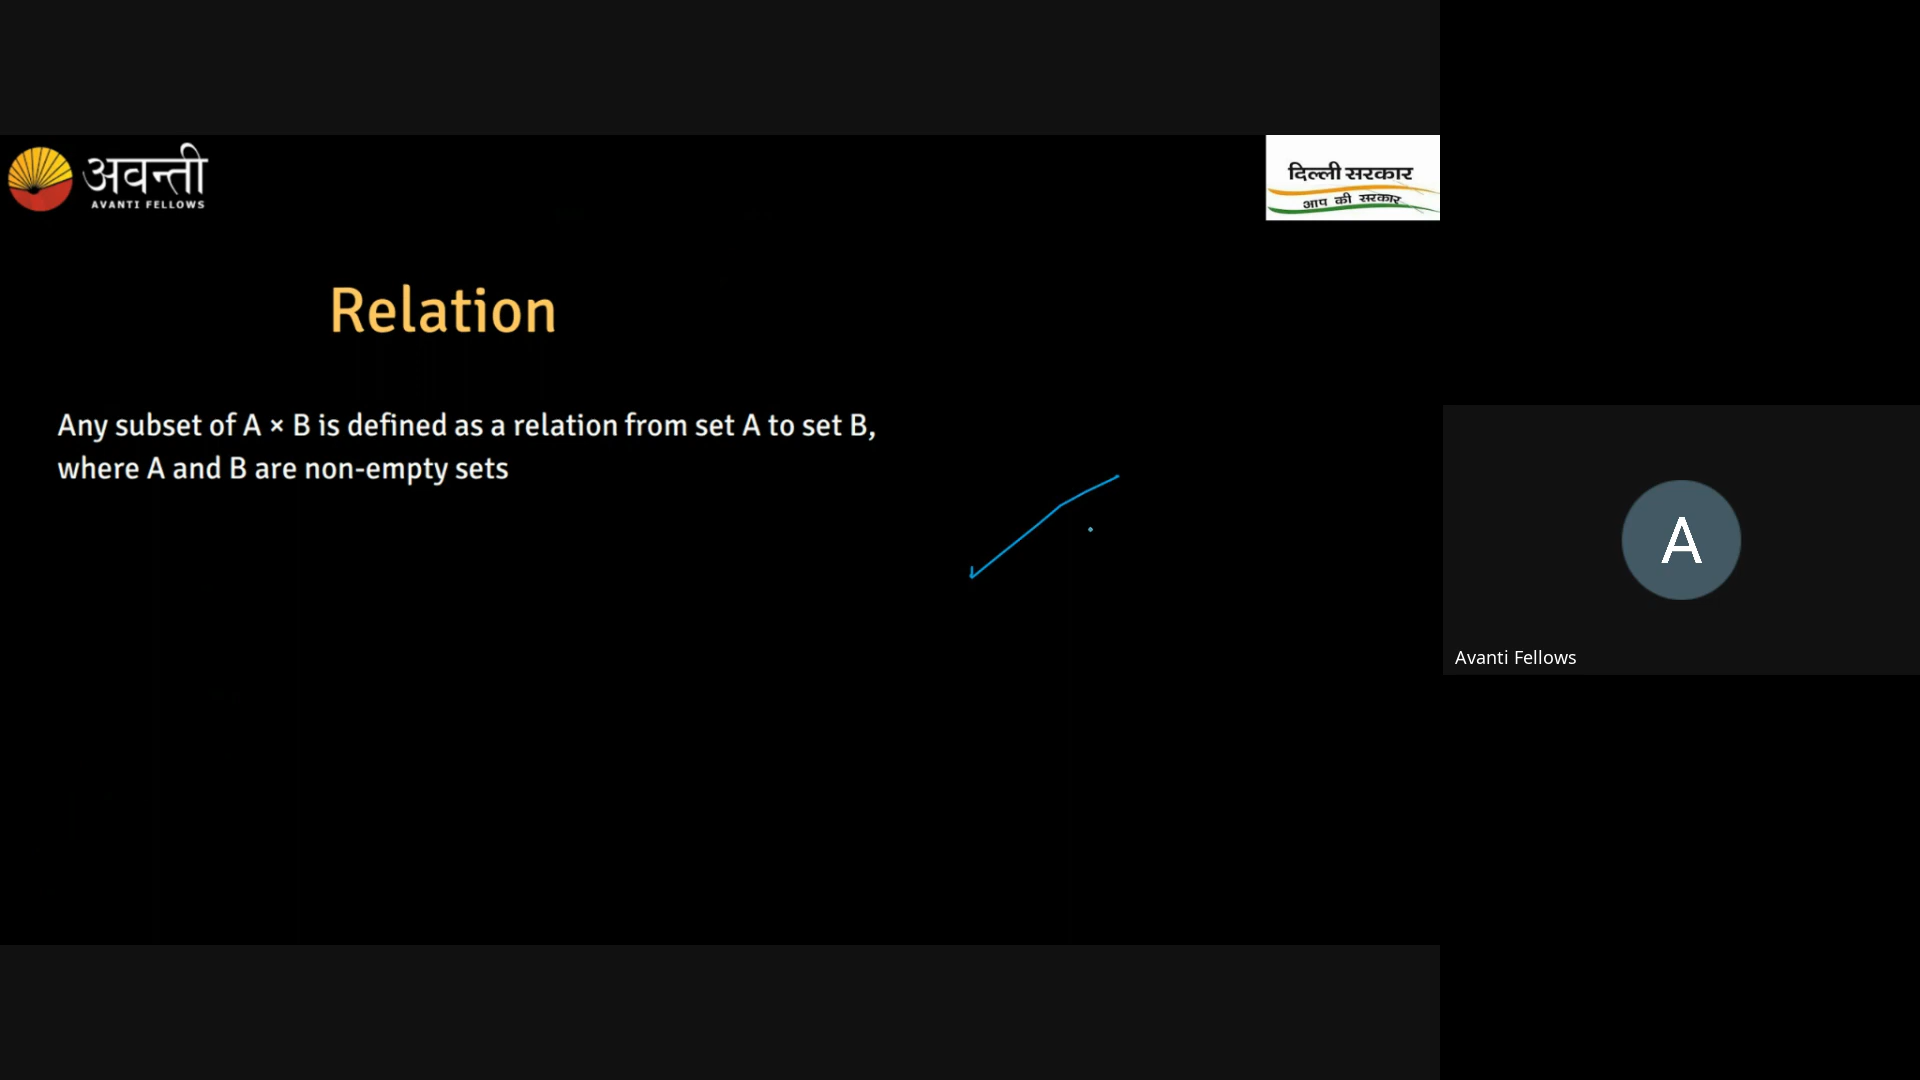 अवन्ती
AVANTI FELLOWS
दिल्ली सरकार
आप की सरकार
Relation
Any subset of A × B is defined as a relation from set A to set B,
where A and B are non-empty sets
A
Avanti Fellows